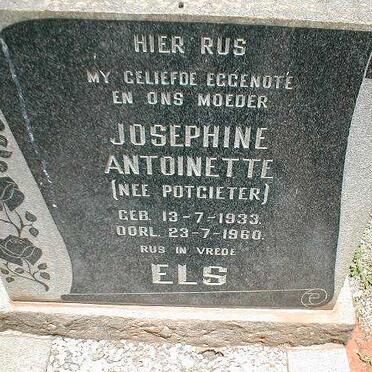 HIER RUS
MY GELIEFDE EGGENOTE
EN ONS MOEDER
JOSEPHINE
ANTOINETTE
(NEE POTGIETER)
GEB. 13-7-1933.
OORL. 23-7-1960.
RUS IN VREDE
ELS